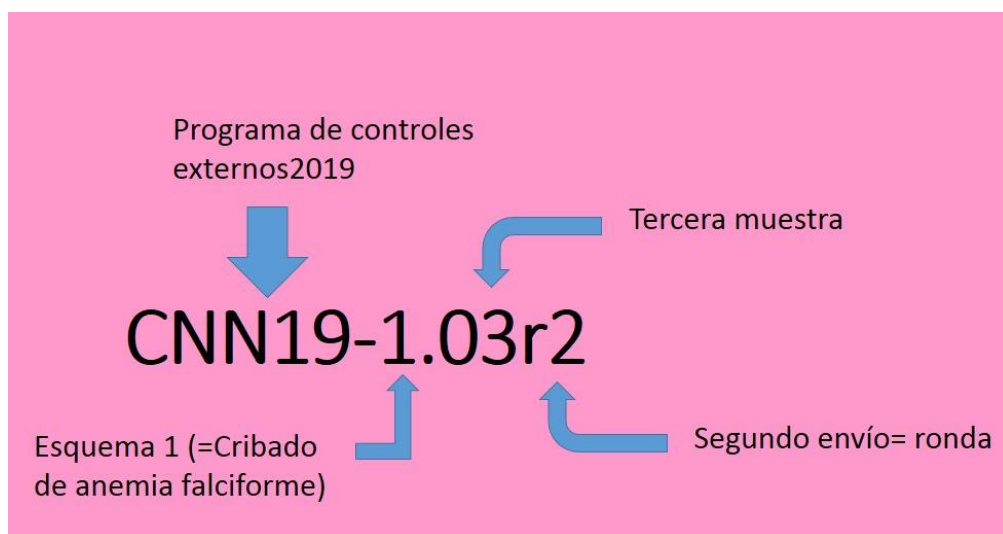 Programa de controles
externos2019
Tercera muestra
CNN19-1.03r2
Esquema 1 (=Cribado
de anemia falciforme)
Segundo envío= ronda